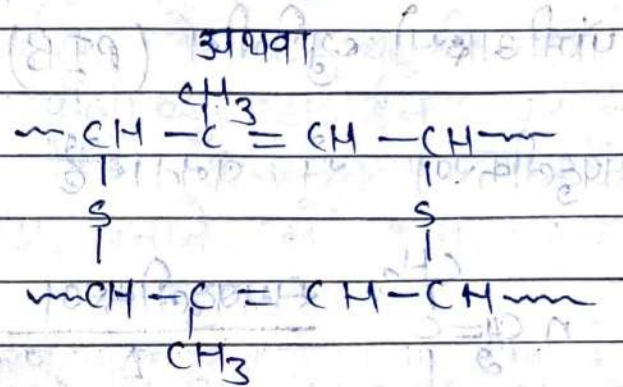 अथवा
CH3
~~CH - C = CH - CH~~
| |
S S
| |
~~CH - C = CH - CH~~
|
CH3